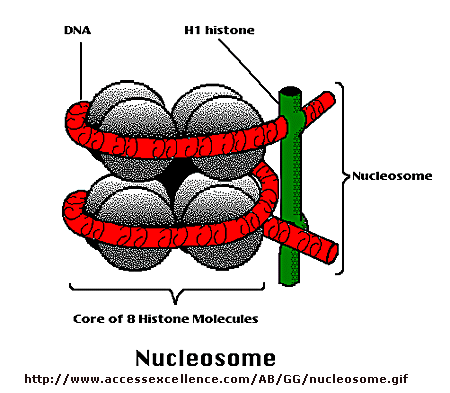 DNA
H1 histone
Nucleosome
Core of 8 Histone Molecules
Nucleosome
http://www.accessexcellence.com/AB/GG/nucleosome.gif